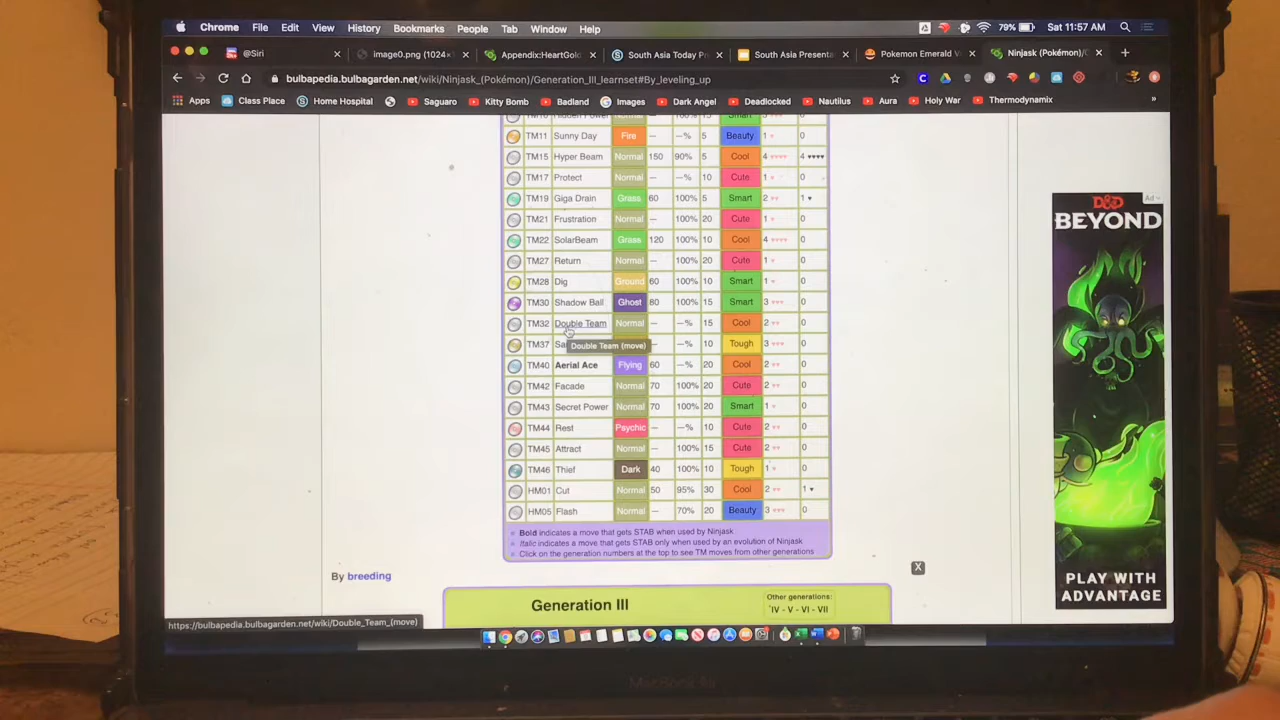 Chrome File Edit View History Bookmarks People Tab Window Help 79% Sat 11:57 AM
@Siri × image0.png (1024× × Appendix:HeartGold × South Asia Today Pr × South Asia Presenta × Pokemon Emerald V × Ninjask (Pokémon)/G × +
bulbapedia.bulbagarden.net/wiki/Ninjask_(Pokémon)/Generation_III_learnset#By_leveling_up
Apps Class Place Home Hospital Saguaro Kitty Bomb Badland Images Dark Angel Deadlocked Nautilus Aura Holy War Thermodynamix »
TM10 Hidden Power Normal — 100% 15 Smart 0
TM11 Sunny Day Fire — —% 5 Beauty 1 ♥ 0
TM15 Hyper Beam Normal 150 90% 5 Cool 4 ♥♥♥♥ 4 ♥♥♥♥
TM17 Protect Normal — —% 10 Cute 1 ♥ 0
TM19 Giga Drain Grass 60 100% 5 Smart 2 ♥♥ 1 ♥
TM21 Frustration Normal — 100% 20 Cute 1 ♥ 0
TM22 SolarBeam Grass 120 100% 10 Cool 4 ♥♥♥♥ 0
TM27 Return Normal — 100% 20 Cute 1 ♥ 0
TM28 Dig Ground 60 100% 10 Smart 1 ♥ 0
TM30 Shadow Ball Ghost 80 100% 15 Smart 3 ♥♥♥ 0
TM32 Double Team Normal — —% 15 Cool 2 ♥♥ 0
Double Team (move)
TM37 Sa — —% 10 Tough 3 ♥♥♥ 0
TM40 Aerial Ace Flying 60 —% 20 Cool 2 ♥♥ 0
TM42 Facade Normal 70 100% 20 Cute 2 ♥♥ 0
TM43 Secret Power Normal 70 100% 20 Smart 1 ♥ 0
TM44 Rest Psychic — —% 10 Cute 2 ♥♥ 0
TM45 Attract Normal — 100% 15 Cute 2 ♥♥ 0
TM46 Thief Dark 40 100% 10 Tough 1 ♥ 0
HM01 Cut Normal 50 95% 30 Cool 2 ♥♥ 1 ♥
HM05 Flash Normal — 70% 20 Beauty 3 ♥♥♥ 0
Bold indicates a move that gets STAB when used by Ninjask
Italic indicates a move that gets STAB only when used by an evolution of Ninjask
Click on the generation numbers at the top to see TM moves from other generations
By breeding
X
Generation III
Other generations:
IV - V - VI - VII
https://bulbapedia.bulbagarden.net/wiki/Double_Team_(move)
Ad
D&D
BEYOND
PLAY WITH
ADVANTAGE
MacBook Air